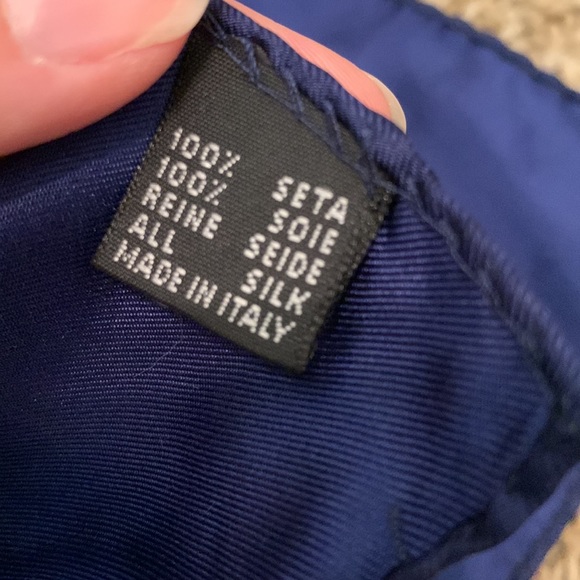 100% SETA
100% SOIE
REINE SEIDE
ALL SILK
MADE IN ITALY